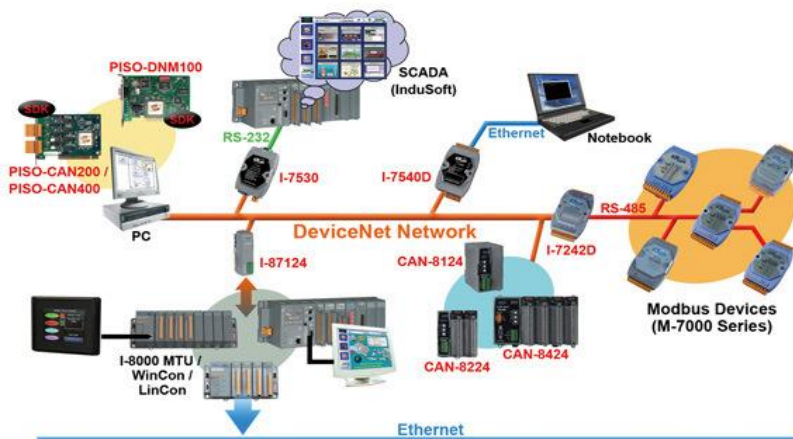 PISO-DNM100
SDK
SDK
PISO-CAN200 /
PISO-CAN400
PC
SCADA
(InduSoft)
RS-232
I-7530
Ethernet
Notebook
I-7540D
RS-485
I-7242D
DeviceNet Network
I-87124
CAN-8124
CAN-8224
CAN-8424
Modbus Devices
(M-7000 Series)
I-8000 MTU /
WinCon /
LinCon
Ethernet